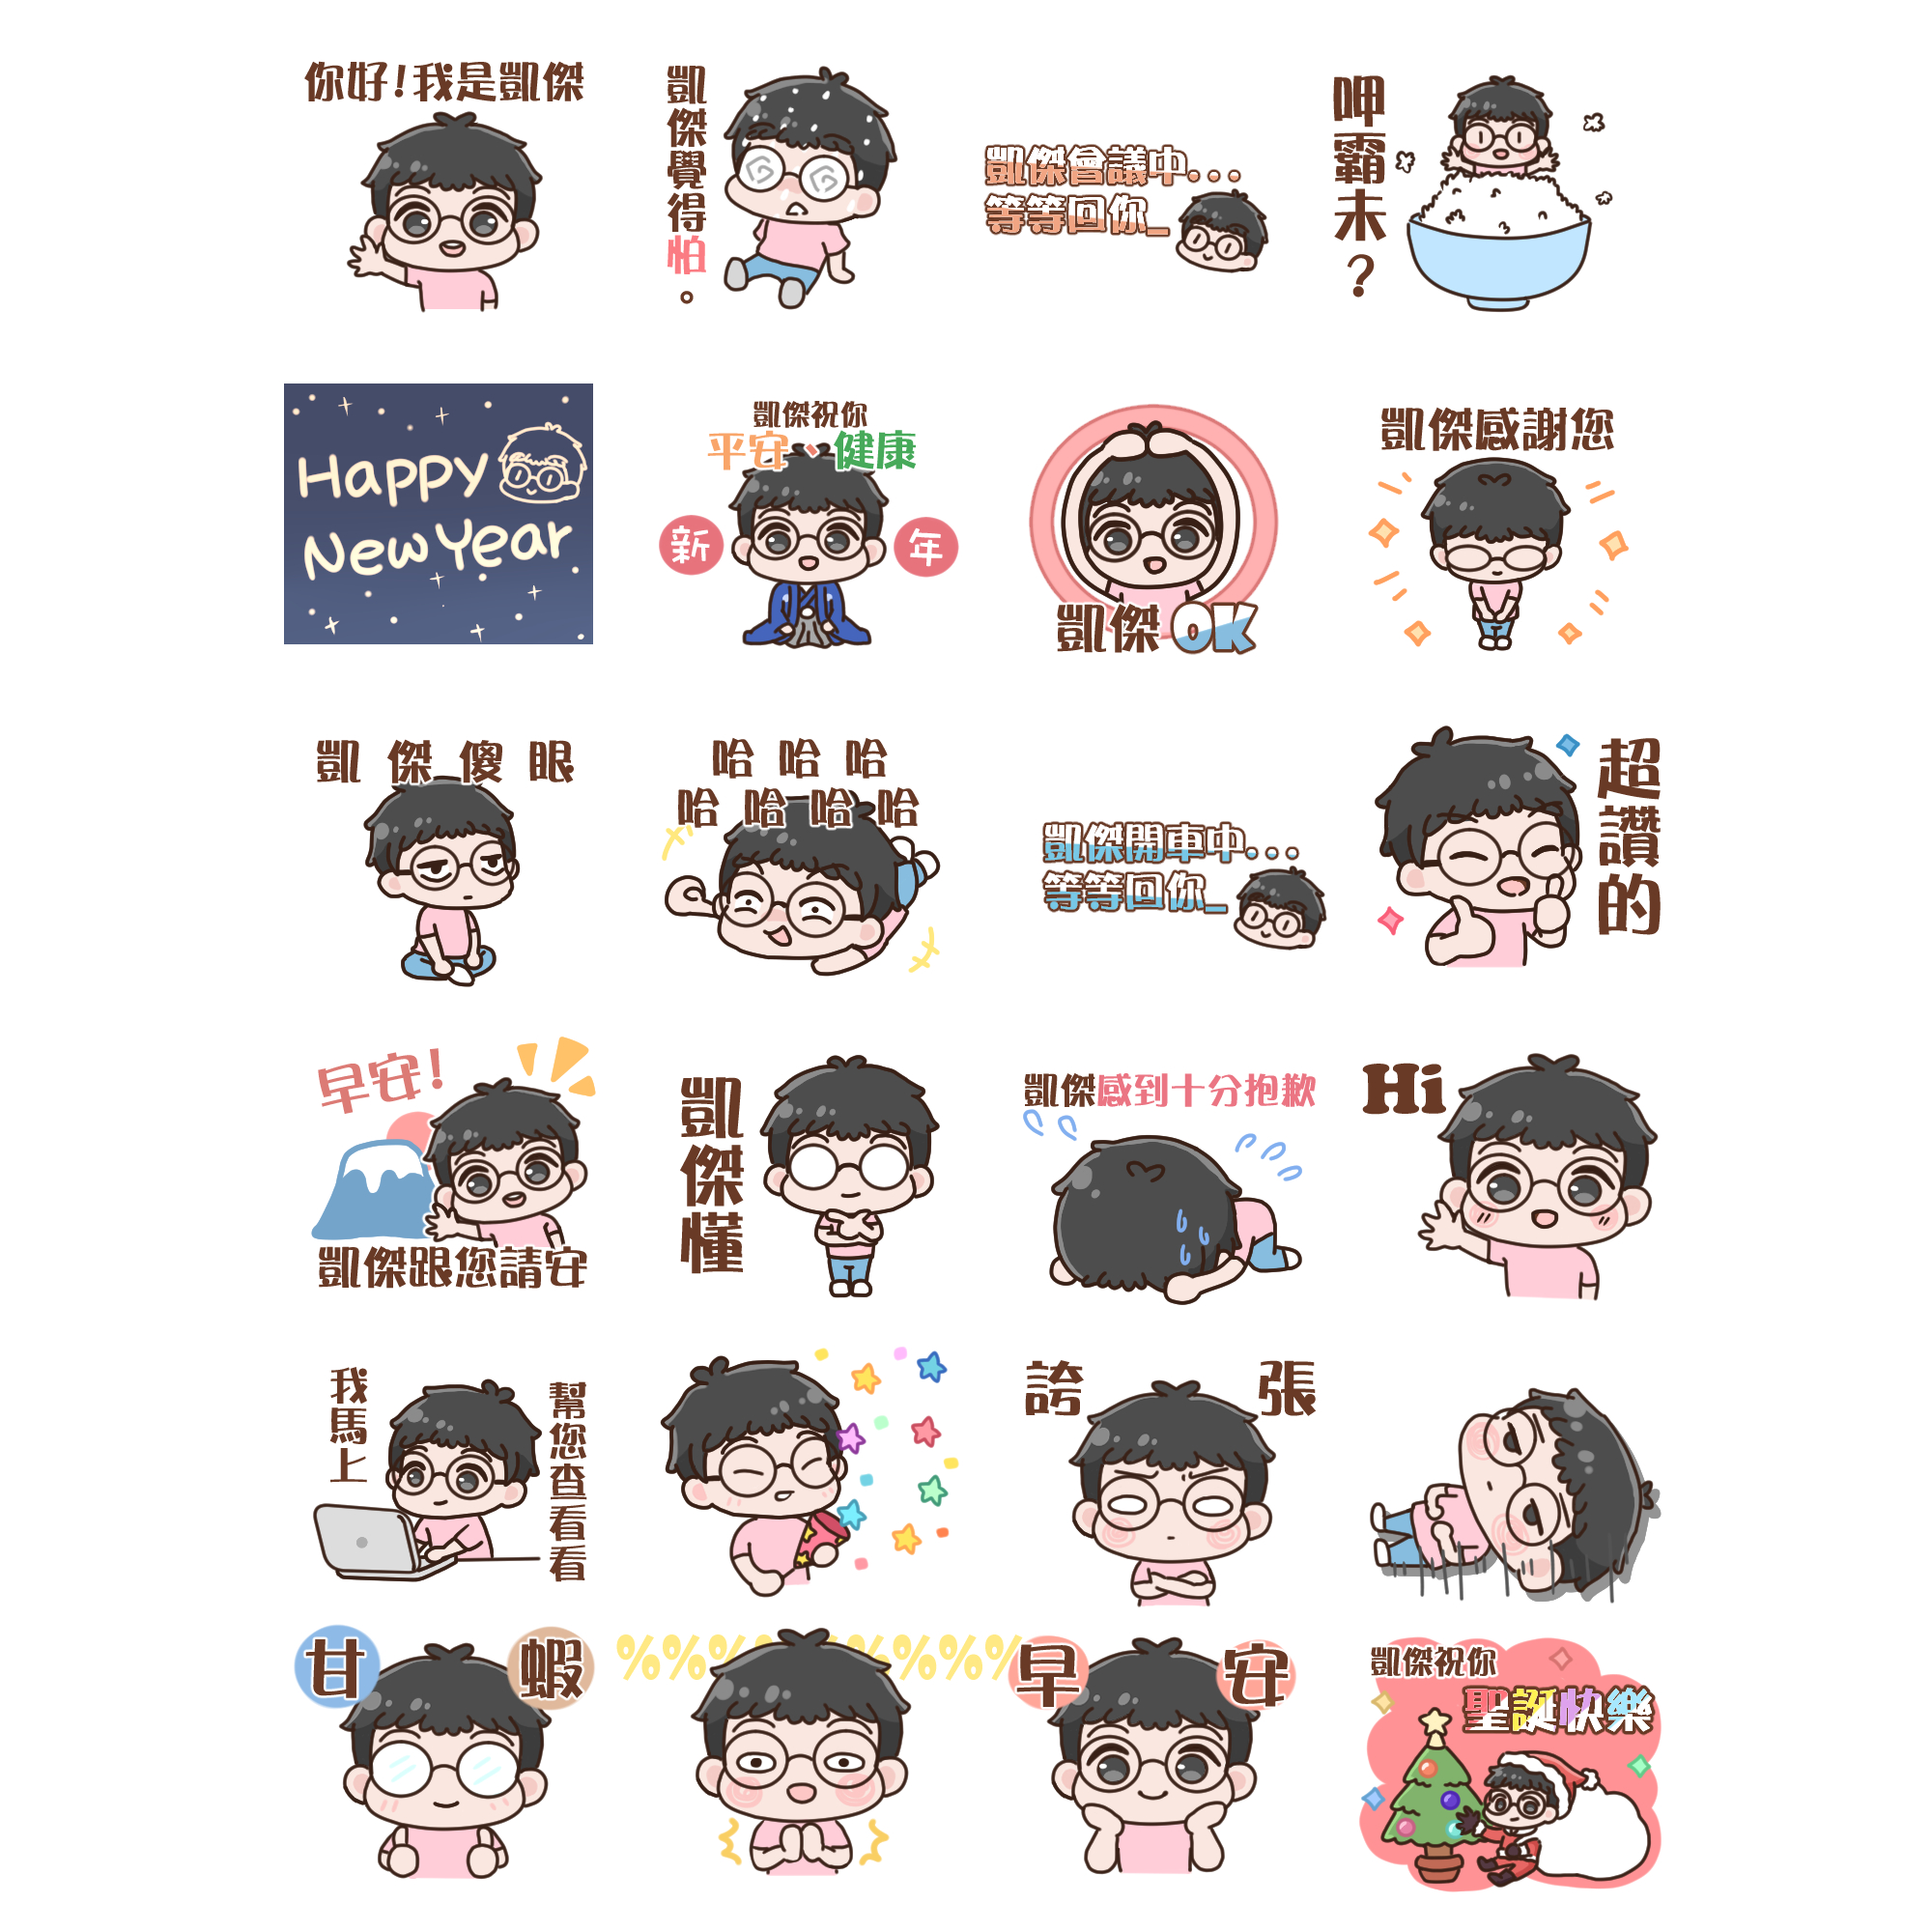 你好!我是凱傑
凱傑覺得怕。
凱傑會議中...
等等回你_
呷霸未?
Happy
New Year
凱傑祝你
平安、健康
新年
凱傑OK
凱傑感謝您
凱傑傻眼
哈哈哈
哈哈哈哈
凱傑開車中...
等等回你_
超讚的
早安!
凱傑跟您請安
凱傑懂
凱傑感到十分抱歉
Hi
我馬上
幫您查看看
誇張
甘蝦
%%%%%%%%%
早安
凱傑祝你
聖誕快樂